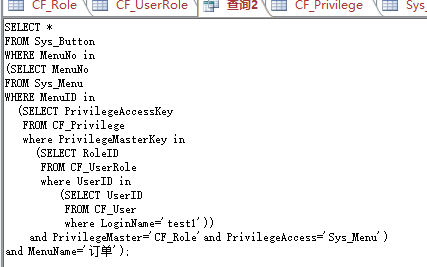 CF_Role CF_UserRole 查询2 CF_Privilege Sys_
SELECT *
FROM Sys_Button
WHERE MenuNo in
(SELECT MenuNo
FROM Sys_Menu
WHERE MenuID in
(SELECT PrivilegeAccessKey
FROM CF_Privilege
where PrivilegeMasterKey in
(SELECT RoleID
FROM CF_UserRole
where UserID in
(SELECT UserID
FROM CF_User
where LoginName='test1'))
and PrivilegeMaster='CF_Role'and PrivilegeAccess='Sys_Menu')
and MenuName='订单');